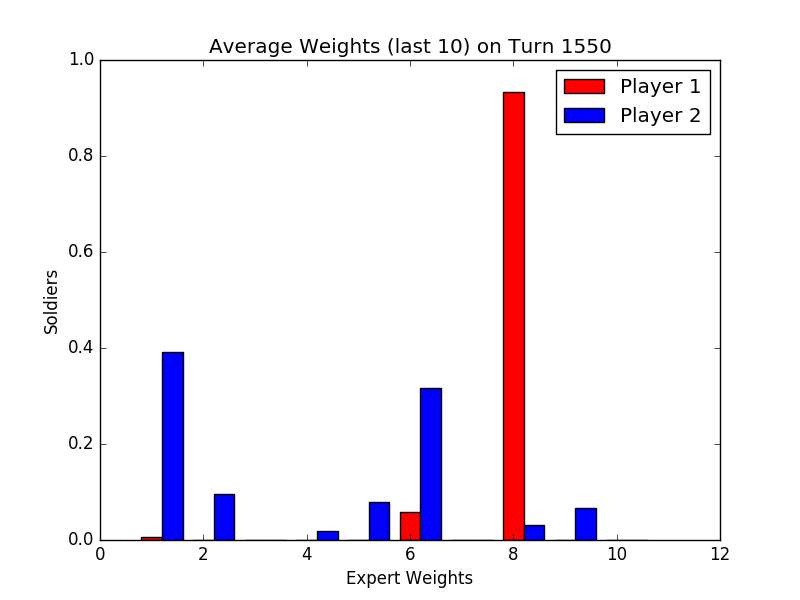 Average Weights (last 10) on Turn 1550
1.0
0.8
0.6
0.4
0.2
0.0
Soldiers
Player 1
Player 2
0 2 4 6 8 10 12
Expert Weights